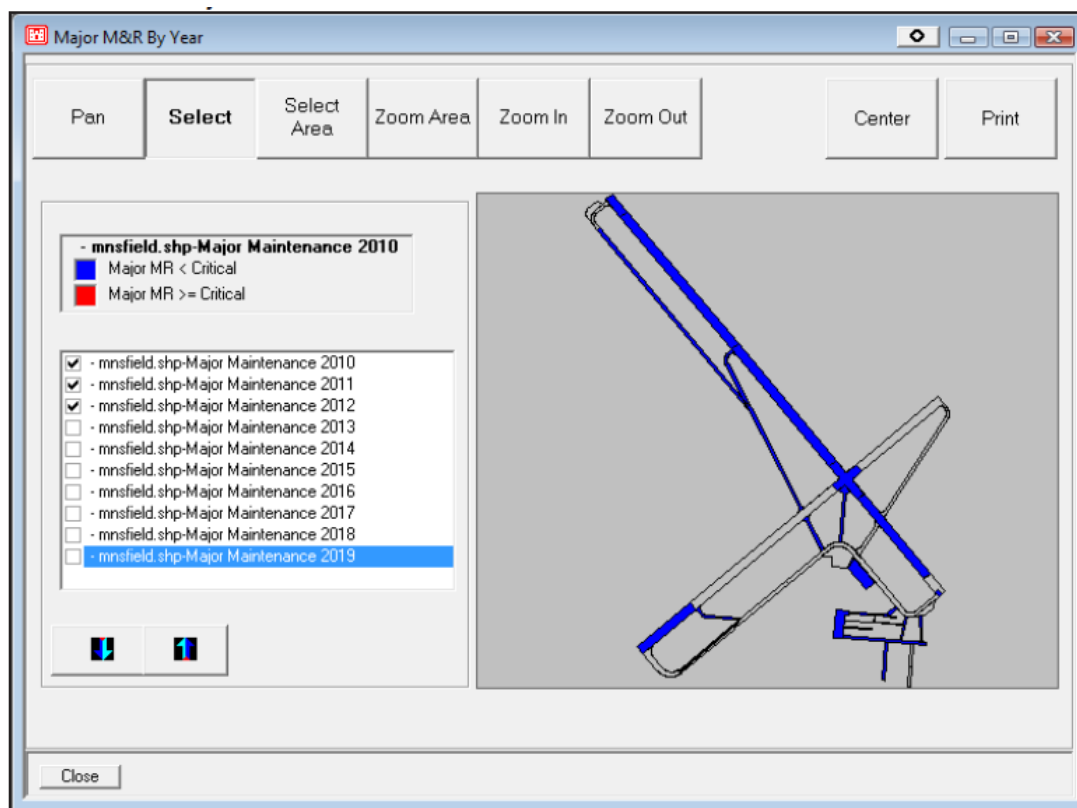 Major M&R By Year
Pan
Select
Select
Area
Zoom Area
Zoom In
Zoom Out
Center
Print
- mnsfield.shp-Major Maintenance 2010
Major MR < Critical
Major MR >= Critical
- mnsfield.shp-Major Maintenance 2010
- mnsfield.shp-Major Maintenance 2011
- mnsfield.shp-Major Maintenance 2012
- mnsfield.shp-Major Maintenance 2013
- mnsfield.shp-Major Maintenance 2014
- mnsfield.shp-Major Maintenance 2015
- mnsfield.shp-Major Maintenance 2016
- mnsfield.shp-Major Maintenance 2017
- mnsfield.shp-Major Maintenance 2018
- mnsfield.shp-Major Maintenance 2019
Close